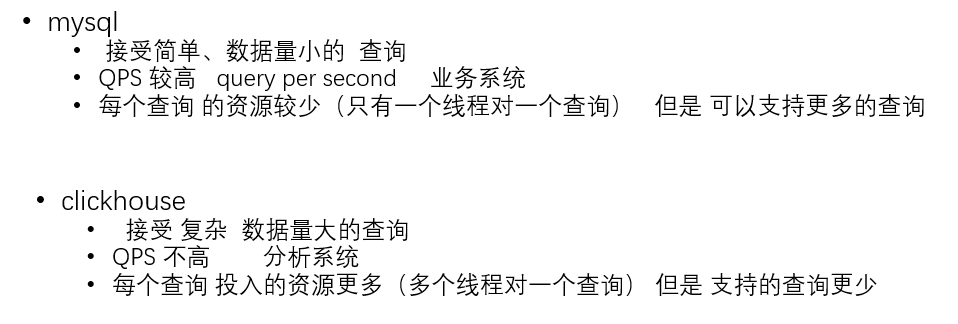 • mysql
• 接受简单、数据量小的 查询
• QPS 较高 query per second 业务系统
• 每个查询 的资源较少（只有一个线程对一个查询） 但是 可以支持更多的查询
• clickhouse
• 接受 复杂 数据量大的查询
• QPS 不高 分析系统
• 每个查询 投入的资源更多（多个线程对一个查询） 但是 支持的查询更少